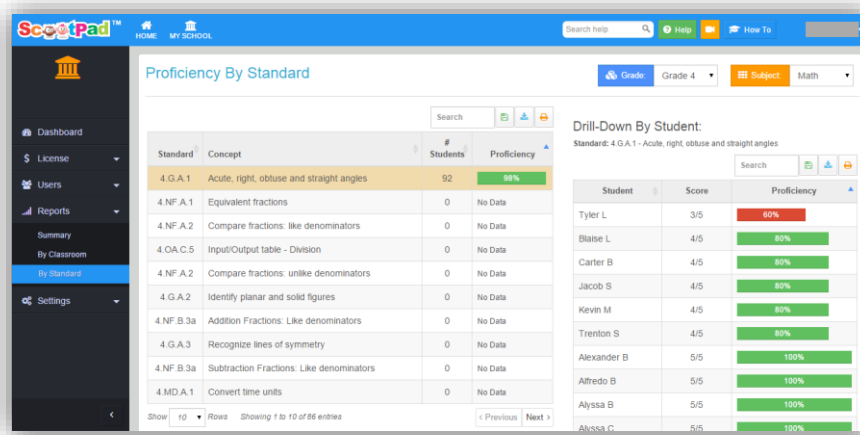 ScootPad™
HOME
MY SCHOOL
Search help
Help
How To
Dashboard
License
Users
Reports
Summary
By Classroom
By Standard
Settings
Proficiency By Standard
Grade: Grade 4
Subject: Math
Search
Standard Concept # Students Proficiency
4.G.A.1 Acute, right, obtuse and straight angles 92 98%
4.NF.A.1 Equivalent fractions 0 No Data
4.NF.A.2 Compare fractions: like denominators 0 No Data
4.OA.C.5 Input/Output table - Division 0 No Data
4.NF.A.2 Compare fractions: unlike denominators 0 No Data
4.G.A.2 Identify planar and solid figures 0 No Data
4.NF.B.3a Addition Fractions: Like denominators 0 No Data
4.G.A.3 Recognize lines of symmetry 0 No Data
4.NF.B.3a Subtraction Fractions: Like denominators 0 No Data
4.MD.A.1 Convert time units 0 No Data
Show 10 Rows Showing 1 to 10 of 86 entries
< Previous Next >
Drill-Down By Student:
Standard: 4.G.A.1 - Acute, right, obtuse and straight angles
Search
Student Score Proficiency
Tyler L 3/5 60%
Blaise L 4/5 80%
Carter B 4/5 80%
Jacob S 4/5 80%
Kevin M 4/5 80%
Trenton S 4/5 80%
Alexander B 5/5 100%
Alfredo B 5/5 100%
Alyssa B 5/5 100%
Alyssa C 5/5 100%